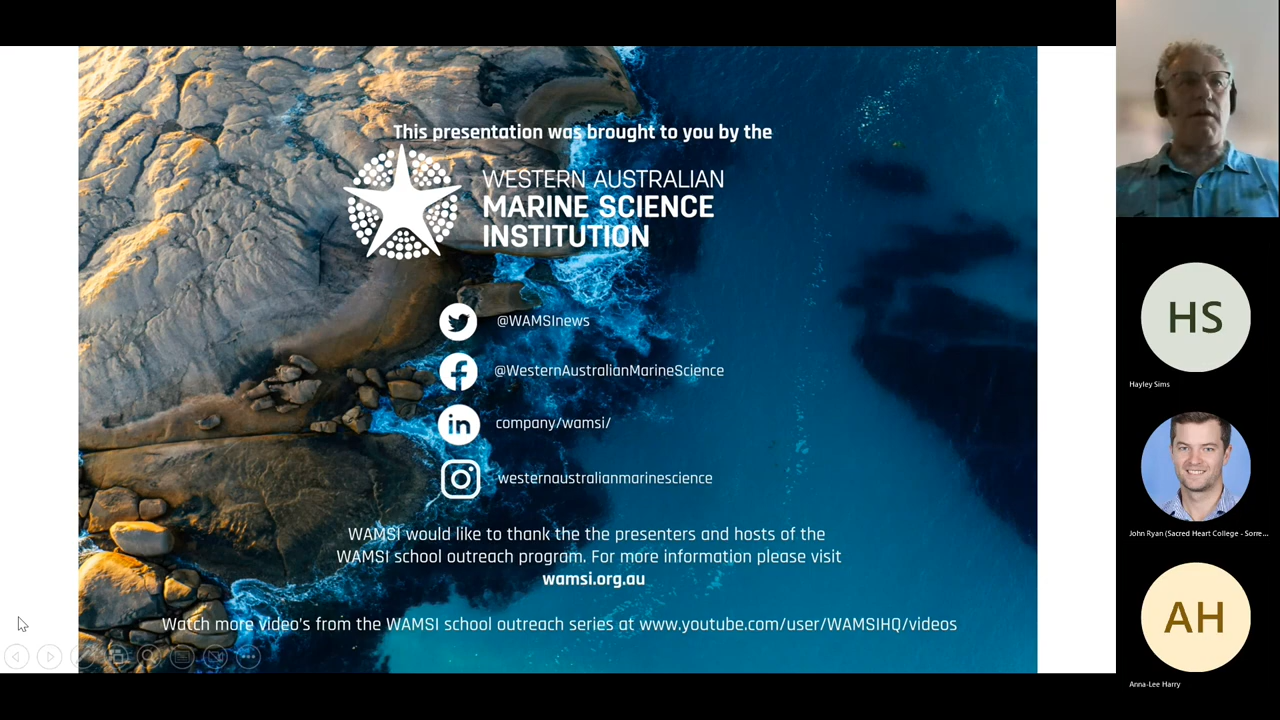 This presentation was brought to you by the
WESTERN AUSTRALIAN
MARINE SCIENCE
INSTITUTION
@WAMSInews
@WesternAustralianMarineScience
in
company/wamsi/
westernaustralianmarinescience
WAMSI would like to thank the the presenters and hosts of the
WAMSI school outreach program. For more information please visit
wamsi.org.au
Watch more video's from the WAMSI school outreach series at www.youtube.com/user/WAMSIHQ/videos
HS
Hayley Sims
John Ryan (Sacred Heart College - Sorre...
AH
Anna-Lee Harry